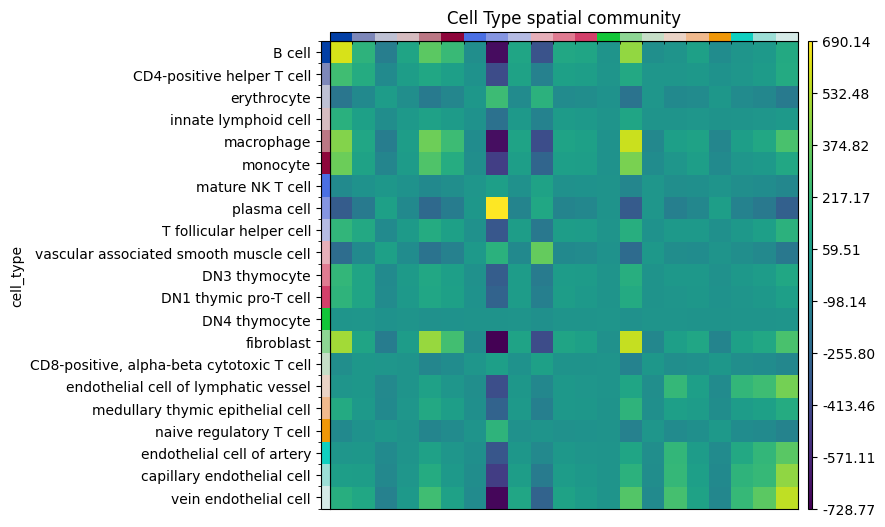 Cell Type spatial community
B cell
CD4-positive helper T cell
erythrocyte
innate lymphoid cell
macrophage
monocyte
mature NK T cell
plasma cell
T follicular helper cell
vascular associated smooth muscle cell
DN3 thymocyte
DN1 thymic pro-T cell
DN4 thymocyte
fibroblast
CD8-positive, alpha-beta cytotoxic T cell
endothelial cell of lymphatic vessel
medullary thymic epithelial cell
naive regulatory T cell
endothelial cell of artery
capillary endothelial cell
vein endothelial cell
cell_type
690.14
532.48
374.82
217.17
59.51
-98.14
-255.80
-413.46
-571.11
-728.77